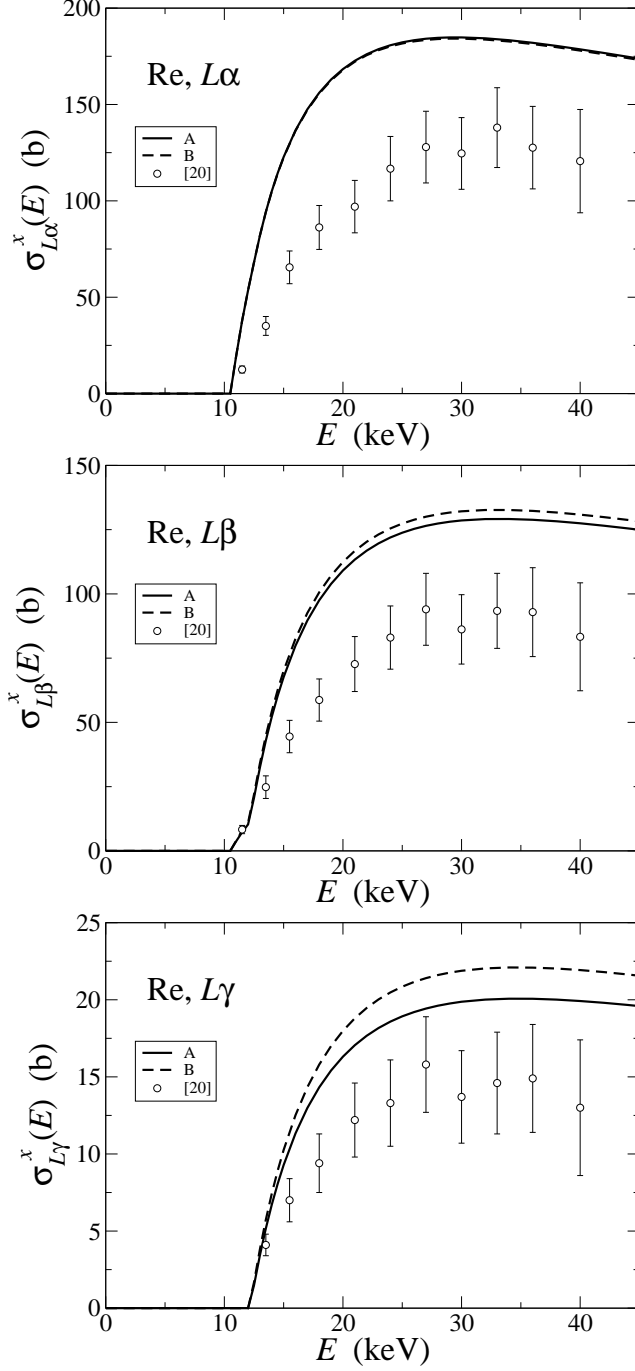 200
150
100
50
0
σ^x_{Lα}(E) (b)
Re, Lα
A
B
[20]
0 10 20 30 40
E (keV)
150
100
50
0
σ^x_{Lβ}(E) (b)
Re, Lβ
A
B
[20]
0 10 20 30 40
E (keV)
25
20
15
10
5
0
σ^x_{Lγ}(E) (b)
Re, Lγ
A
B
[20]
0 10 20 30 40
E (keV)